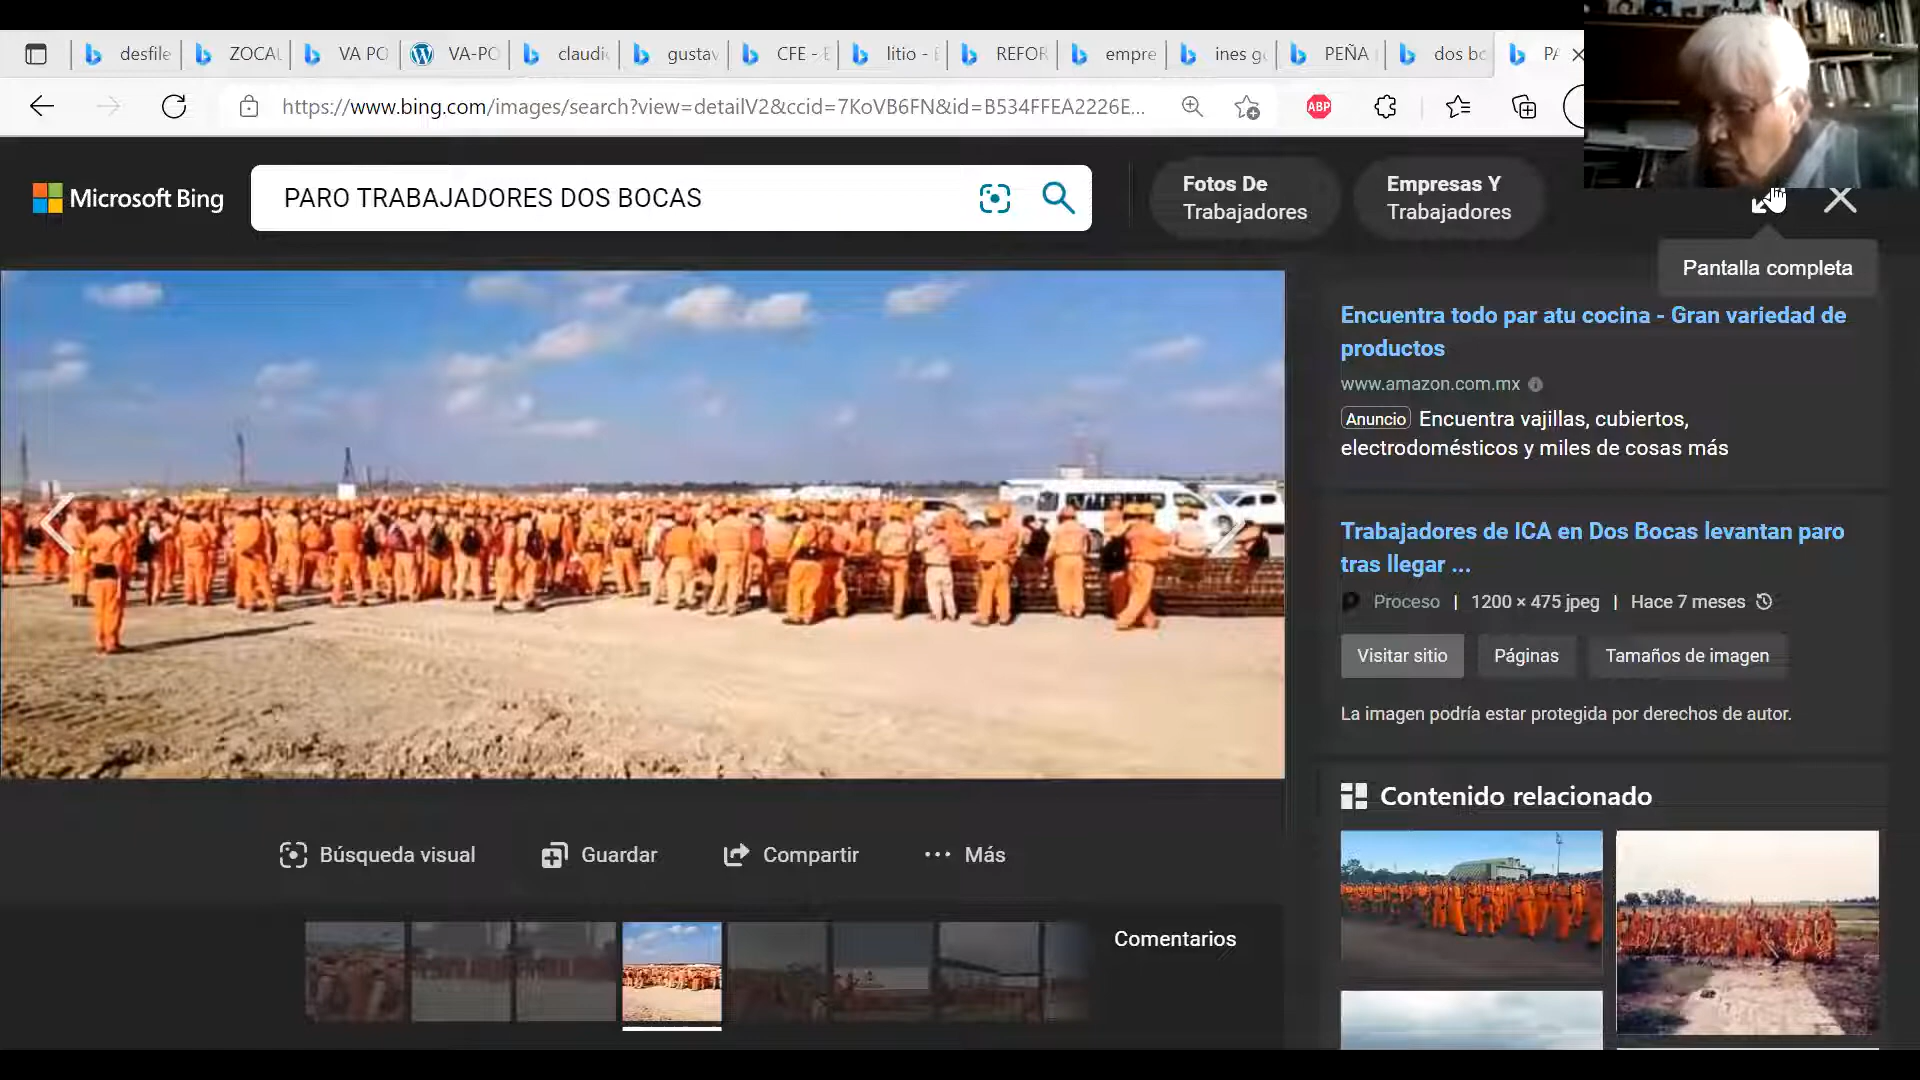 desfile
ZOCAL
VA PO
VA-PO
claudi
gustav
CFE - E
litio - 
REFOR
empre
ines g
PEÑA
dos bo
PA
https://www.bing.com/images/search?view=detailV2&ccid=7KoVB6FN&id=B534FFEA2226E...
ABP
Microsoft Bing
PARO TRABAJADORES DOS BOCAS
Fotos De
Trabajadores
Empresas Y
Trabajadores
Pantalla completa
Encuentra todo par atu cocina - Gran variedad de
productos
www.amazon.com.mx
Anuncio Encuentra vajillas, cubiertos,
electrodomésticos y miles de cosas más
Trabajadores de ICA en Dos Bocas levantan paro
tras llegar ...
Proceso | 1200 × 475 jpeg | Hace 7 meses
Visitar sitio
Páginas
Tamaños de imagen
La imagen podría estar protegida por derechos de autor.
Contenido relacionado
Búsqueda visual
Guardar
Compartir
Más
Comentarios